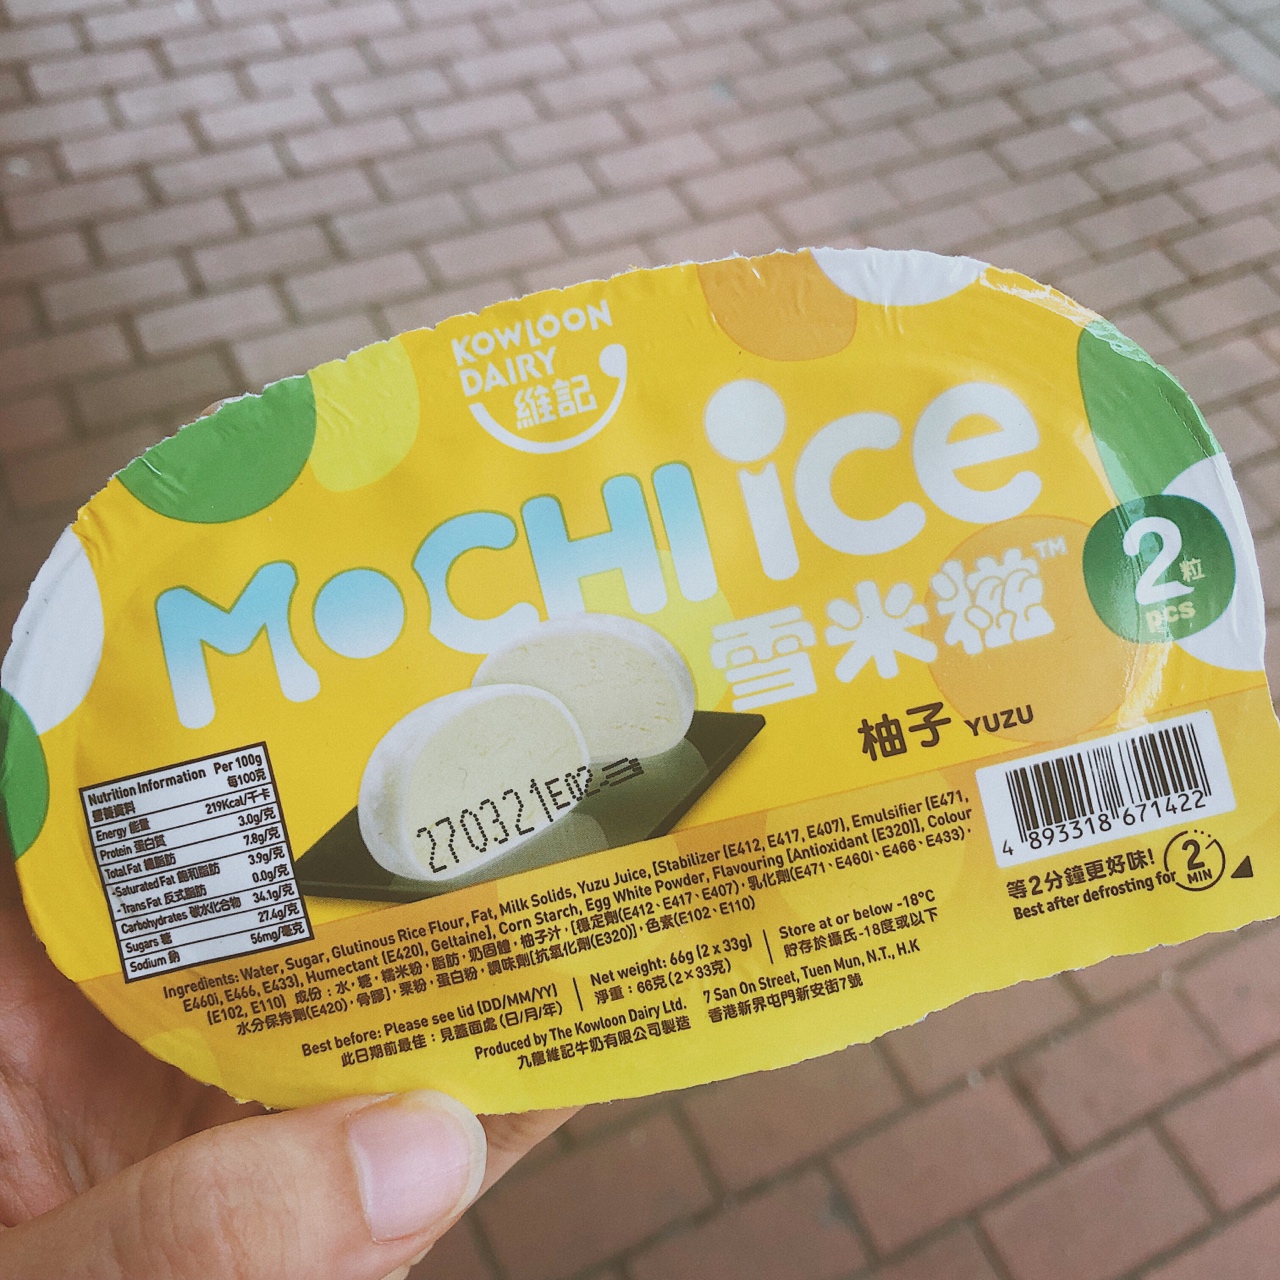 KOWLOON
DAIRY
維記
MOCHI ice
雪米糍™
2粒
pcs
柚子 YUZU
Nutrition Information Per 100g
營養資料 每100克
Energy 能量 219Kcal/千卡
Protein 蛋白質 3.0g/克
Total Fat 總脂肪 7.8g/克
-Saturated Fat 飽和脂肪 3.9g/克
-Trans Fat 反式脂肪 0.0g/克
Carbohydrates 碳水化合物 34.1g/克
Sugars 糖 27.4g/克
Sodium 鈉 56mg/毫克
270321E02
4 893318 671422
等2分鐘更好味!
Best after defrosting for
2
MIN
Ingredients: Water, Sugar, Glutinous Rice Flour, Fat, Milk Solids, Yuzu Juice, [Stabilizer (E412, E417, E407), Emulsifier (E471,
E460i, E466, E433), Humectant (E420), Geltaine], Corn Starch, Egg White Powder, Flavouring [Antioxidant (E320)], Colour
(E102, E110) 成份：水，糖，糯米粉，脂肪，奶固體，柚子汁，[穩定劑(E412、E417、E407)，乳化劑(E471、E460i、E466、E433)，
水分保持劑(E420)，骨膠]，粟粉，蛋白粉，調味劑[抗氧化劑(E320)]，色素(E102、E110)
Best before: Please see lid (DD/MM/YY)
此日期前最佳：見蓋面處(日/月/年)
Net weight: 66g (2 x 33g)
淨重：66克(2×33克)
Store at or below -18°C
貯存於攝氏-18度或以下
Produced by The Kowloon Dairy Ltd. 7 San On Street, Tuen Mun, N.T., H.K
九龍維記牛奶有限公司製造 香港新界屯門新安街7號